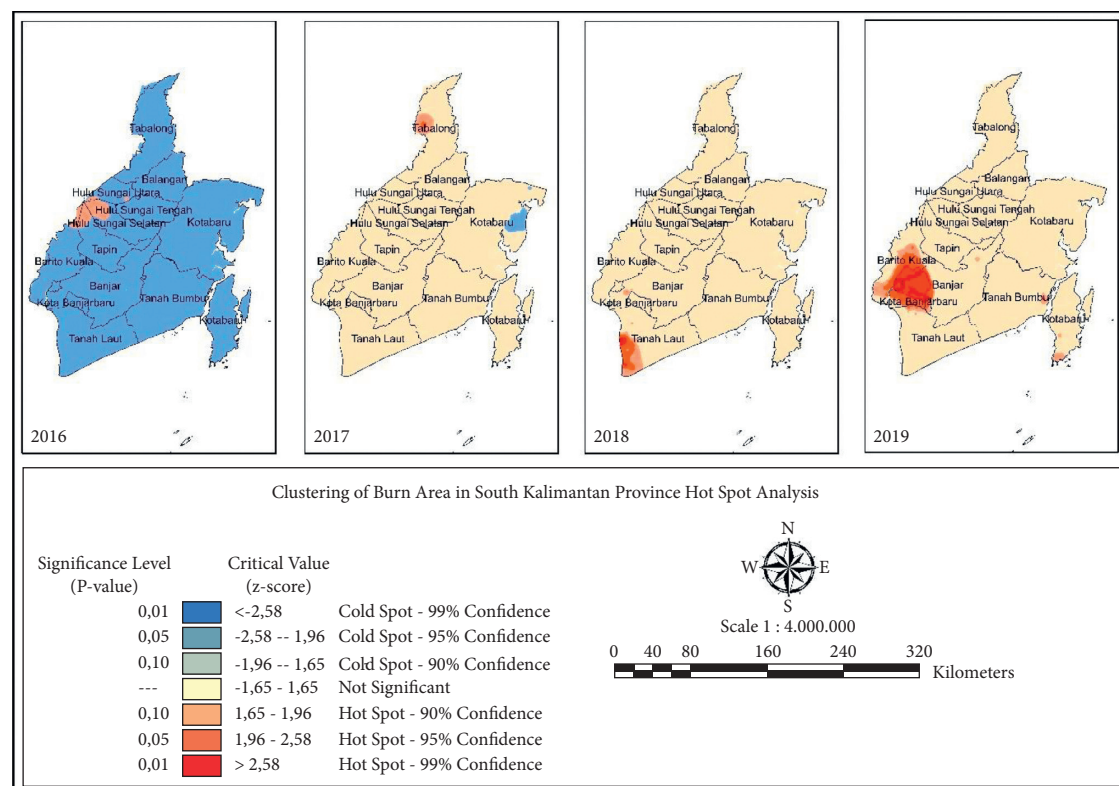 Tabalong
Balangan
Hulu Sungai Utara
Hulu Sungai Tengah
Hulu Sungai Selatan
Kotabaru
Tapin
Barito Kuala
Banjar
Tanah Bumbu
Kota Banjarbaru
Kotabaru
Tanah Laut
2016
Tabalong
Balangan
Hulu Sungai Utara
Hulu Sungai Tengah
Hulu Sungai Selatan
Kotabaru
Tapin
Barito Kuala
Banjar
Tanah Bumbu
Kota Banjarbaru
Kotabaru
Tanah Laut
2017
Tabalong
Balangan
Hulu Sungai Utara
Hulu Sungai Tengah
Hulu Sungai Selatan
Kotabaru
Tapin
Barito Kuala
Banjar
Tanah Bumbu
Kota Banjarbaru
Kotabaru
Tanah Laut
2018
Tabalong
Balangan
Hulu Sungai Utara
Hulu Sungai Tengah
Hulu Sungai Selatan
Kotabaru
Tapin
Barito Kuala
Banjar
Tanah Bumbu
Kota Banjarbaru
Kotabaru
Tanah Laut
2019
Clustering of Burn Area in South Kalimantan Province Hot Spot Analysis
Significance Level Critical Value
(P-value) (z-score)
0,01 <-2,58 Cold Spot - 99% Confidence
0,05 -2,58 -- 1,96 Cold Spot - 95% Confidence
0,10 -1,96 -- 1,65 Cold Spot - 90% Confidence
--- -1,65 - 1,65 Not Significant
0,10 1,65 - 1,96 Hot Spot - 90% Confidence
0,05 1,96 - 2,58 Hot Spot - 95% Confidence
0,01 > 2,58 Hot Spot - 99% Confidence
N
W E
S
Scale 1 : 4.000.000
0 40 80 160 240 320
Kilometers